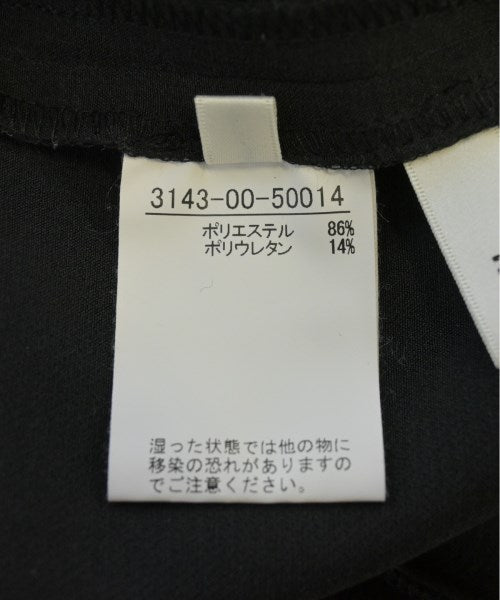 3143-00-50014
ポリエステル 86%
ポリウレタン 14%
湿った状態では他の物に
移染の恐れがありますの
でご注意ください。